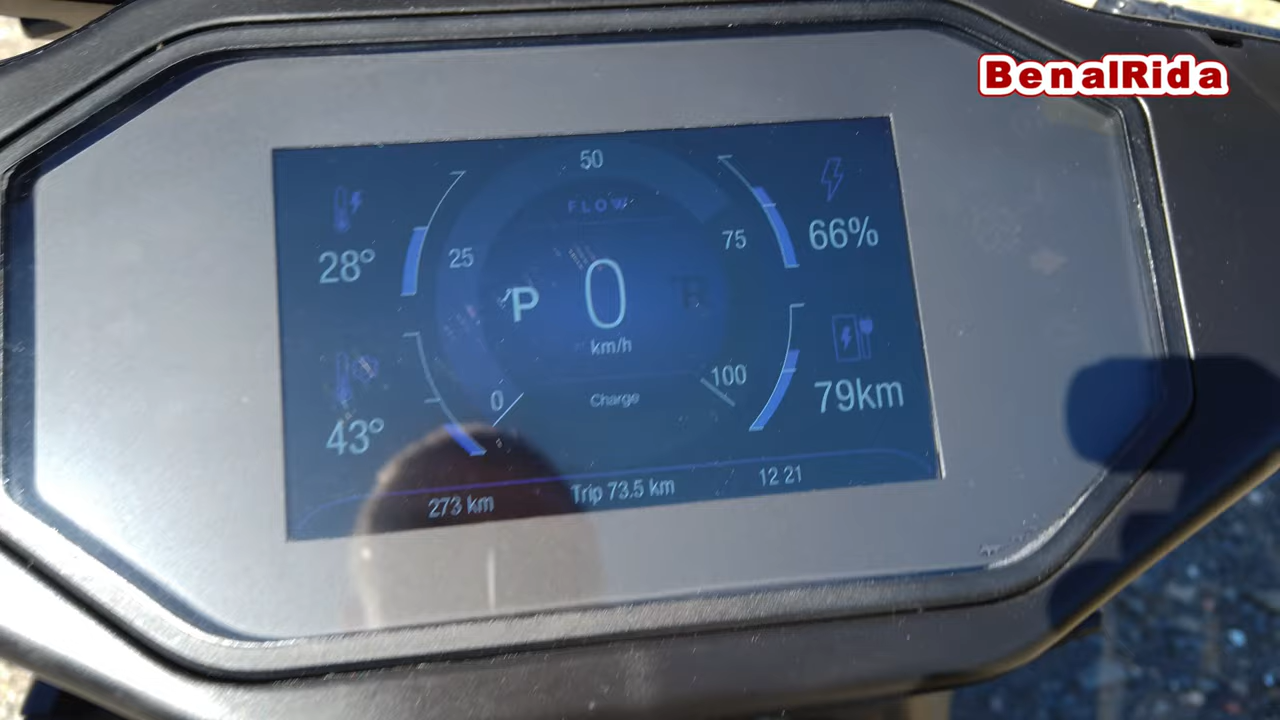 BenalRida
50
FLOW
66%
25
75
28°
P
0
R
km/h
100
79km
0
Charge
43°
273 km
Trip 73.5 km
12 21